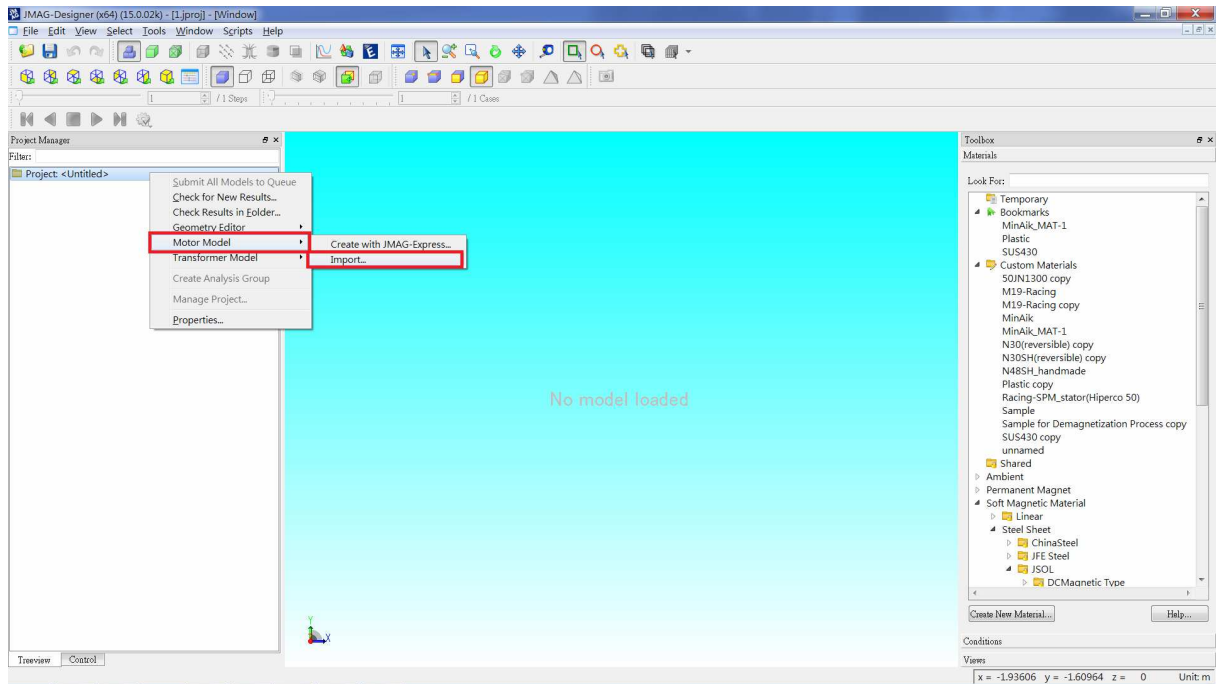 JMAG-Designer (x64) (15.0.02k) - [1.jproj] - [Window]
File Edit View Select Tools Window Scripts Help
1 / 1 Steps 1 / 1 Cases
Project Manager
Filter:
Project: <Untitled>
Submit All Models to Queue
Check for New Results...
Check Results in Folder...
Geometry Editor
Motor Model
Transformer Model
Create Analysis Group
Manage Project...
Properties...
Create with JMAG-Express...
Import...
No model loaded
Y
X
Treeview Control
Toolbox
Materials
Look For:
Temporary
Bookmarks
MinAik_MAT-1
Plastic
SUS430
Custom Materials
50JN1300 copy
M19-Racing
M19-Racing copy
MinAik
MinAik_MAT-1
N30(reversible) copy
N30SH(reversible) copy
N48SH_handmade
Plastic copy
Racing-SPM_stator(Hiperco 50)
Sample
Sample for Demagnetization Process copy
SUS430 copy
unnamed
Shared
Ambient
Permanent Magnet
Soft Magnetic Material
Linear
Steel Sheet
ChinaSteel
JFE Steel
JSOL
DCMagnetic Type
Create New Material... Help...
Conditions
Views
x = -1.93606 y = -1.60964 z = 0 Unit: m